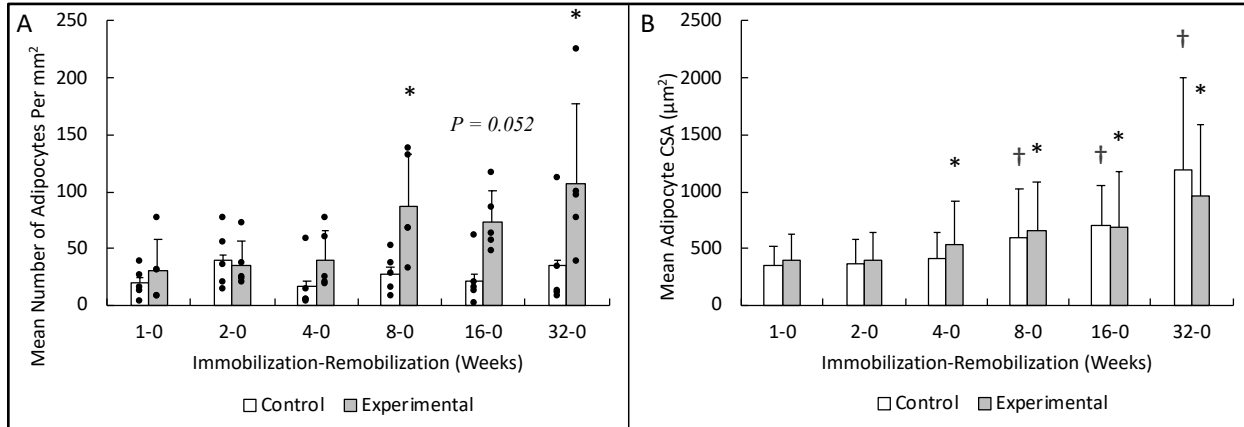 A
Mean Number of Adipocytes Per mm²
250
200
150
100
50
0
*
P = 0.052
*
1-0 2-0 4-0 8-0 16-0 32-0
Immobilization-Remobilization (Weeks)
Control Experimental
B
Mean Adipocyte CSA (µm²)
2500
2000
1500
1000
500
0
*
† *
† *
† *
1-0 2-0 4-0 8-0 16-0 32-0
Immobilization-Remobilization (Weeks)
Control Experimental